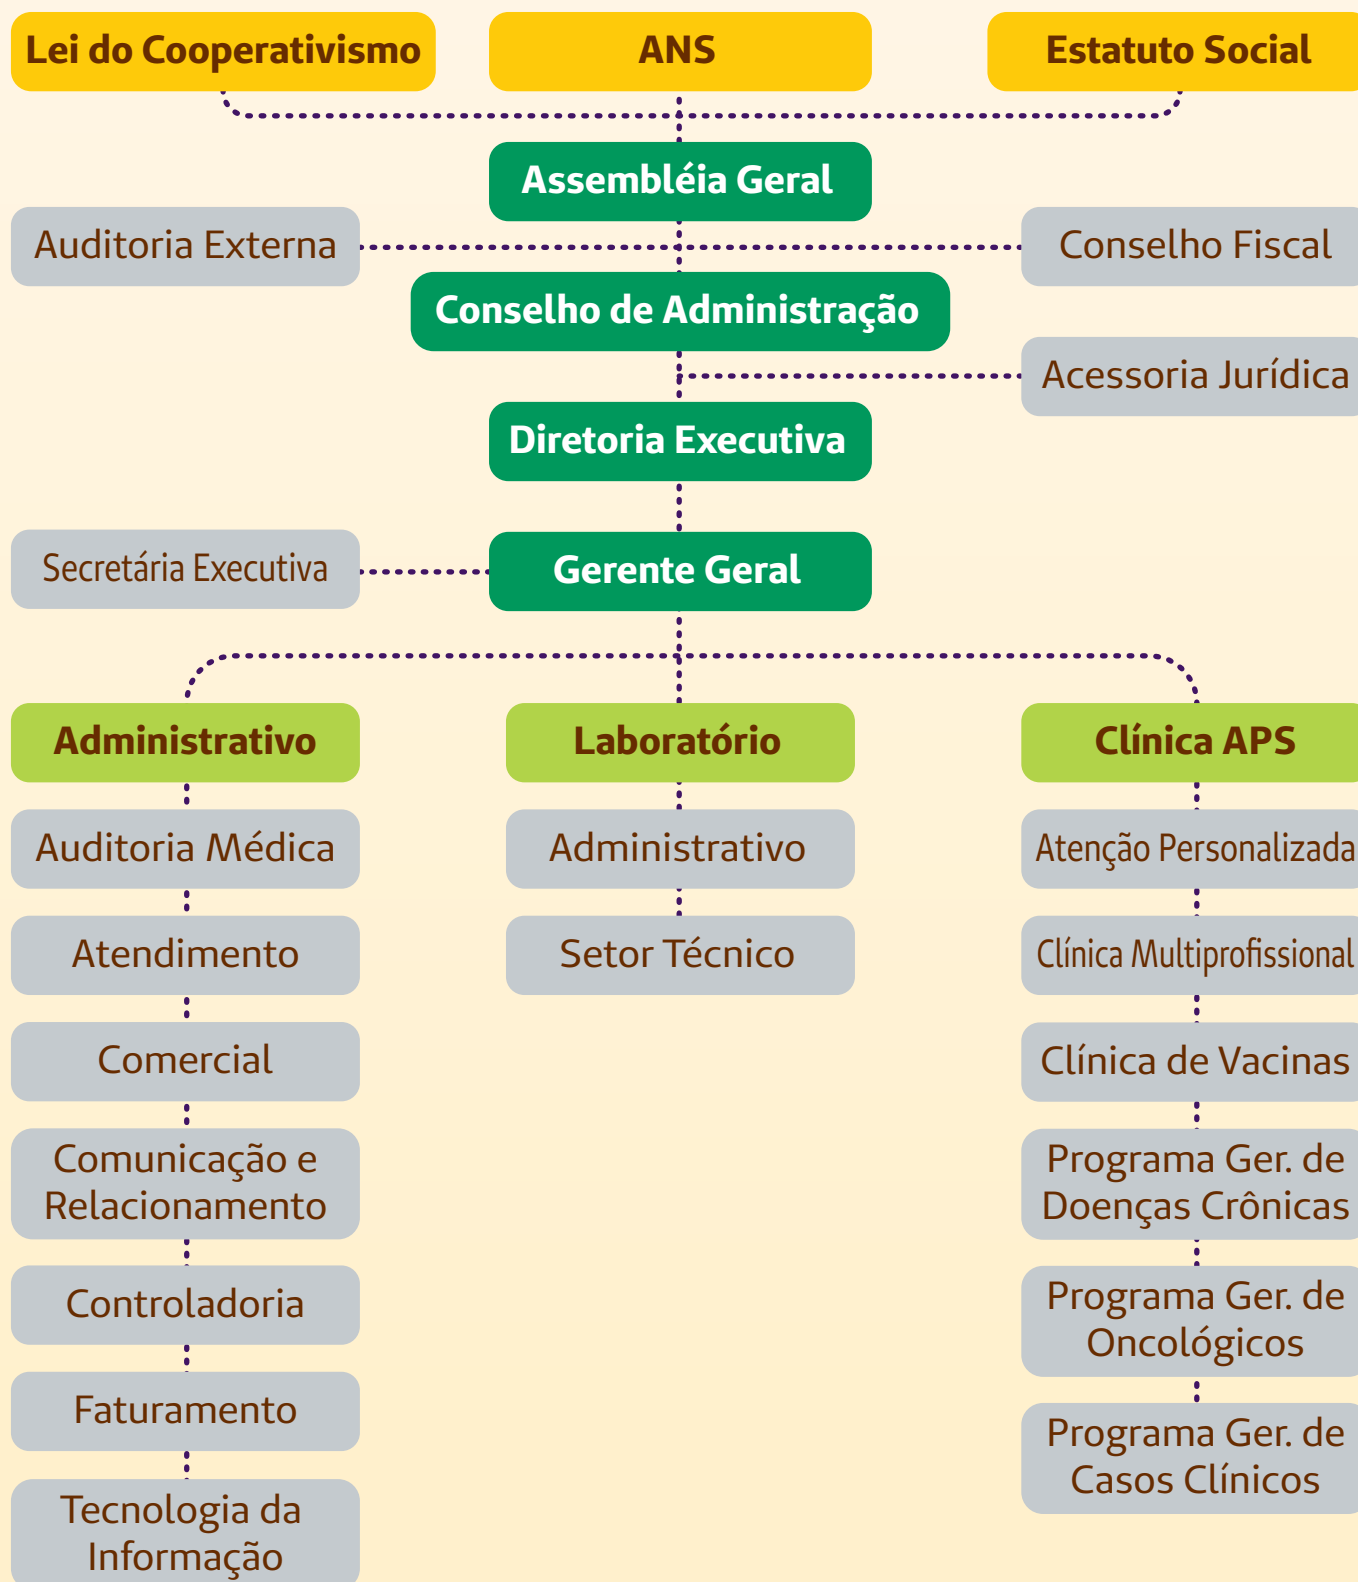 Lei do Cooperativismo
ANS
Estatuto Social
Assembléia Geral
Auditoria Externa
Conselho Fiscal
Conselho de Administração
Acessoria Jurídica
Diretoria Executiva
Secretária Executiva
Gerente Geral
Administrativo
Laboratório
Clínica APS
Auditoria Médica
Administrativo
Atenção Personalizada
Atendimento
Setor Técnico
Clínica Multiprofissional
Comercial
Clínica de Vacinas
Comunicação e
Relacionamento
Programa Ger. de
Doenças Crônicas
Controladoria
Programa Ger. de
Oncológicos
Faturamento
Programa Ger. de
Casos Clínicos
Tecnologia da
Informação